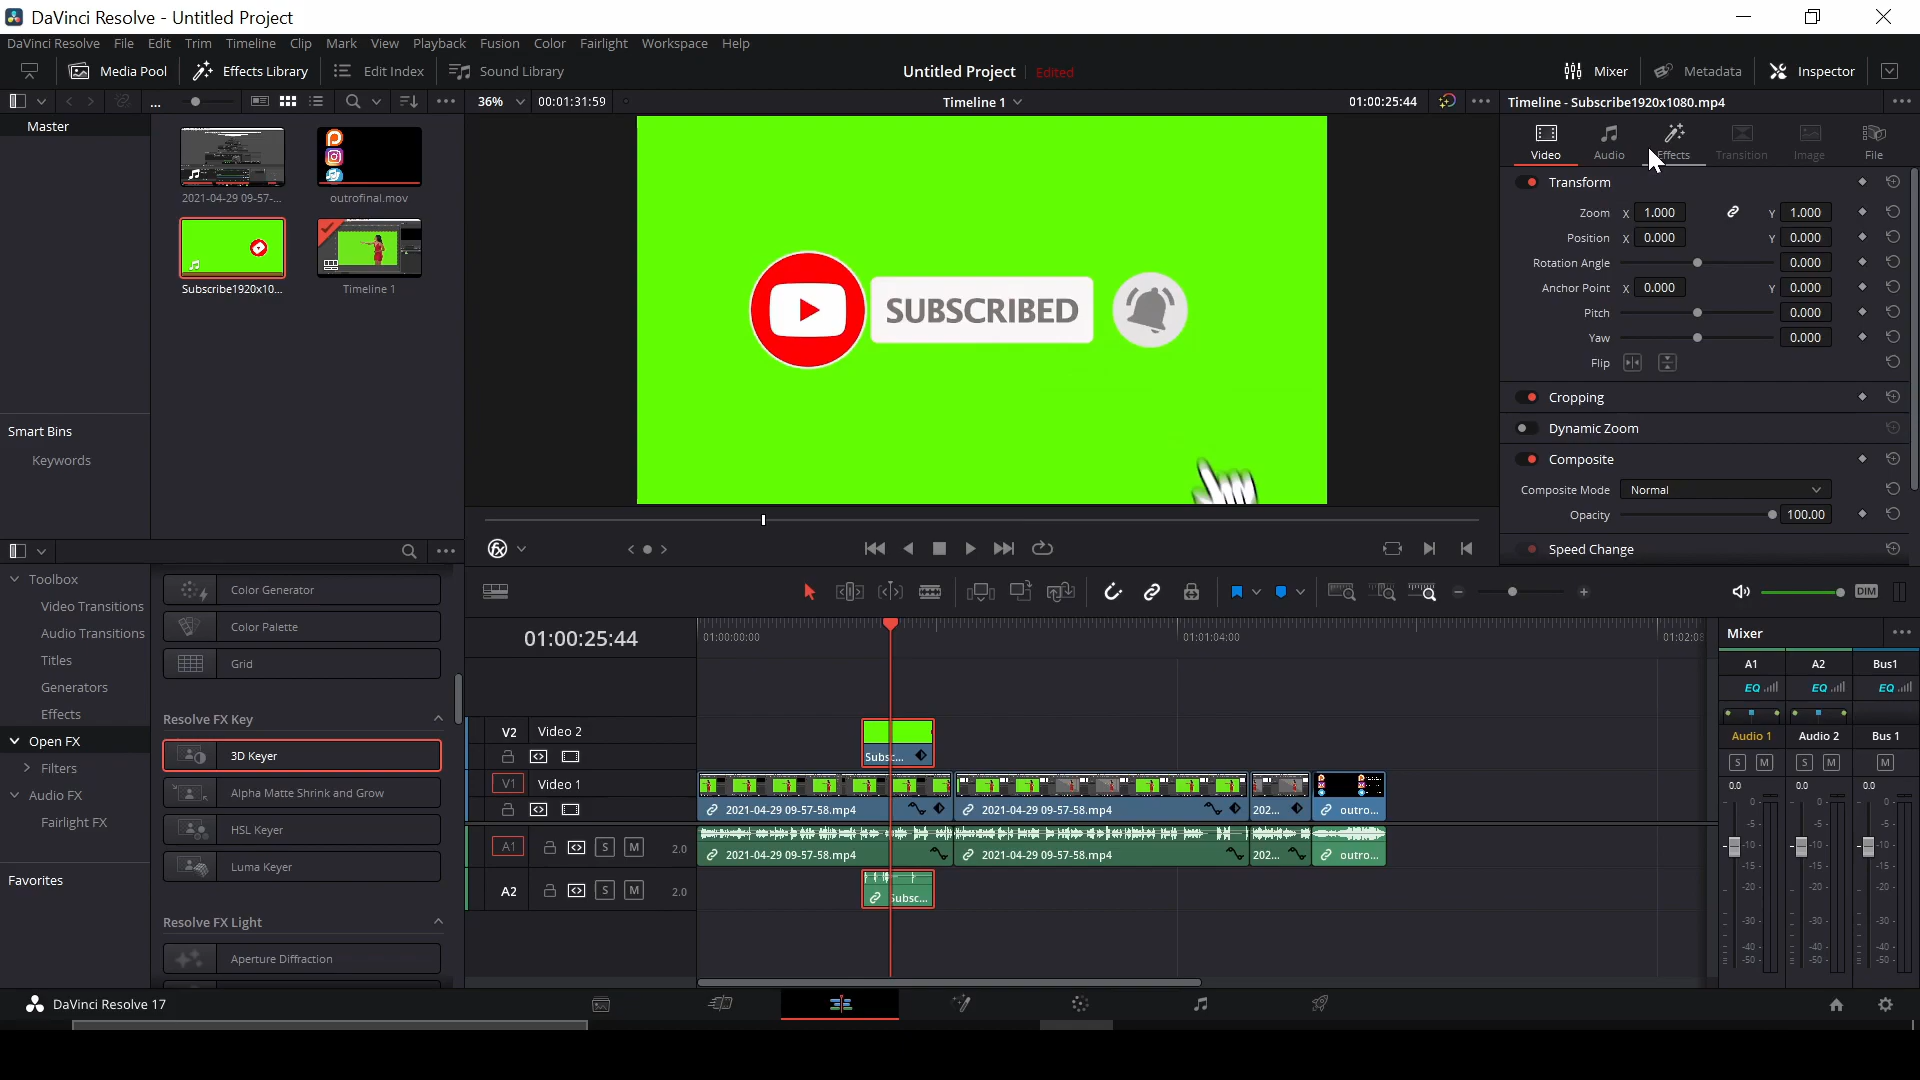 DaVinci Resolve - Untitled Project
DaVinci Resolve File Edit Trim Timeline Clip Mark View Playback Fusion Color Fairlight Workspace Help
Media Pool Effects Library Edit Index Sound Library Untitled Project Edited Mixer Metadata Inspector
... 36% 00:01:31:59 Timeline 1 01:00:25:44 Timeline - Subscribe1920x1080.mp4
Master
Video Audio Effects Transition Image File
2021-04-29 09-57-... outrofinal.mov
Subscribe1920x10... Timeline 1
Smart Bins
Keywords
SUBSCRIBED
Transform
Zoom X 1.000 Y 1.000
Position X 0.000 Y 0.000
Rotation Angle 0.000
Anchor Point X 0.000 Y 0.000
Pitch 0.000
Yaw 0.000
Flip
Cropping
Dynamic Zoom
Composite
Composite Mode Normal
Opacity 100.00
Speed Change
Toolbox
Video Transitions
Audio Transitions
Titles
Generators
Effects
Open FX
Filters
Audio FX
Fairlight FX
Favorites
Color Generator
Color Palette
Grid
Resolve FX Key
3D Keyer
Alpha Matte Shrink and Grow
HSL Keyer
Luma Keyer
Resolve FX Light
Aperture Diffraction
DIM
01:00:25:44 01:00:00:00 01:01:04:00 01:02:08
V2 Video 2
Subsc...
V1 Video 1
2021-04-29 09-57-58.mp4 2021-04-29 09-57-58.mp4 202... outro...
A1 S M 2.0
2021-04-29 09-57-58.mp4 2021-04-29 09-57-58.mp4 202... outro...
A2 S M 2.0
Subsc...
Mixer
A1 A2 Bus1
EQ EQ EQ
Audio 1 Audio 2 Bus 1
S M S M M
0.0 0.0 0.0
0 0 0
-5 -5 -5
-10 -10 -10
-15 -15 -15
-20 -20 -20
-30 -30 -30
-40 -40 -40
-50 -50 -50
DaVinci Resolve 17